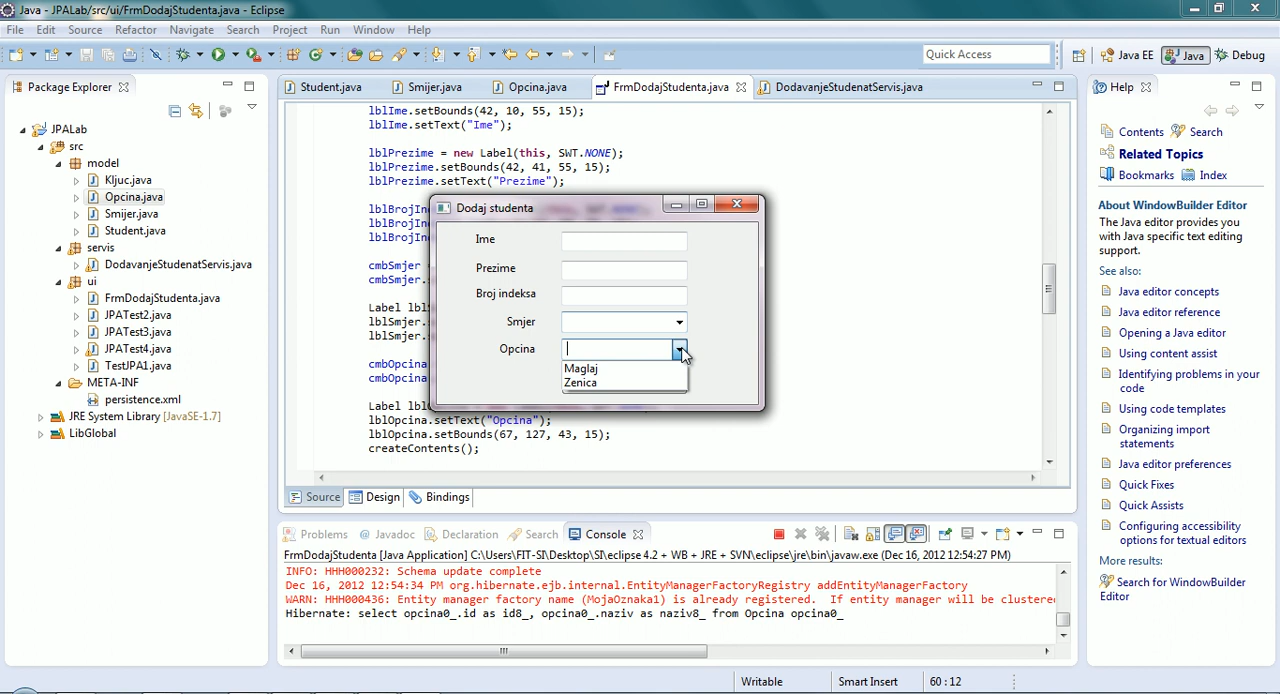 Java - JPALab/src/ui/FrmDodajStudenta.java - Eclipse
File Edit Source Refactor Navigate Search Project Run Window Help
Quick Access
Java EE
Java
Debug
Package Explorer
JPALab
src
model
Kljuc.java
Opcina.java
Smijer.java
Student.java
servis
DodavanjeStudenatServis.java
ui
FrmDodajStudenta.java
JPATest2.java
JPATest3.java
JPATest4.java
TestJPA1.java
META-INF
persistence.xml
JRE System Library [JavaSE-1.7]
LibGlobal
Student.java
Smijer.java
Opcina.java
FrmDodajStudenta.java
DodavanjeStudenatServis.java
lblIme.setBounds(42, 10, 55, 15);
lblIme.setText("Ime");
lblPrezime = new Label(this, SWT.NONE);
lblPrezime.setBounds(42, 41, 55, 15);
lblPrezime.setText("Prezime");
cmbSmjer
cmbSmjer.
cmbOpcina
cmbOpcina
lblOpcina.setText("Opcina");
lblOpcina.setBounds(67, 127, 43, 15);
createContents();
Dodaj studenta
Ime
Prezime
Broj indeksa
Smjer
Opcina
Maglaj
Zenica
Source
Design
Bindings
Problems
@ Javadoc
Declaration
Search
Console
FrmDodajStudenta [Java Application] C:\Users\FIT-SI\Desktop\SI\eclipse 4.2 + WB + JRE + SVN\eclipse\jre\bin\javaw.exe (Dec 16, 2012 12:54:27 PM)
INFO: HHH000232: Schema update complete
Dec 16, 2012 12:54:34 PM org.hibernate.ejb.internal.EntityManagerFactoryRegistry addEntityManagerFactory
WARN: HHH000436: Entity manager factory name (MojaOznaka1) is already registered.  If entity manager will be clustere
Hibernate: select opcina0_.id as id8_, opcina0_.naziv as naziv8_ from Opcina opcina0_
Help
Contents
Search
Related Topics
Bookmarks
Index
About WindowBuilder Editor
The Java editor provides you
with Java specific text editing
support.
See also:
Java editor concepts
Java editor reference
Opening a Java editor
Using content assist
Identifying problems in your
code
Using code templates
Organizing import
statements
Java editor preferences
Quick Fixes
Quick Assists
Configuring accessibility
options for textual editors
More results:
Search for WindowBuilder
Editor
Writable
Smart Insert
60 : 12